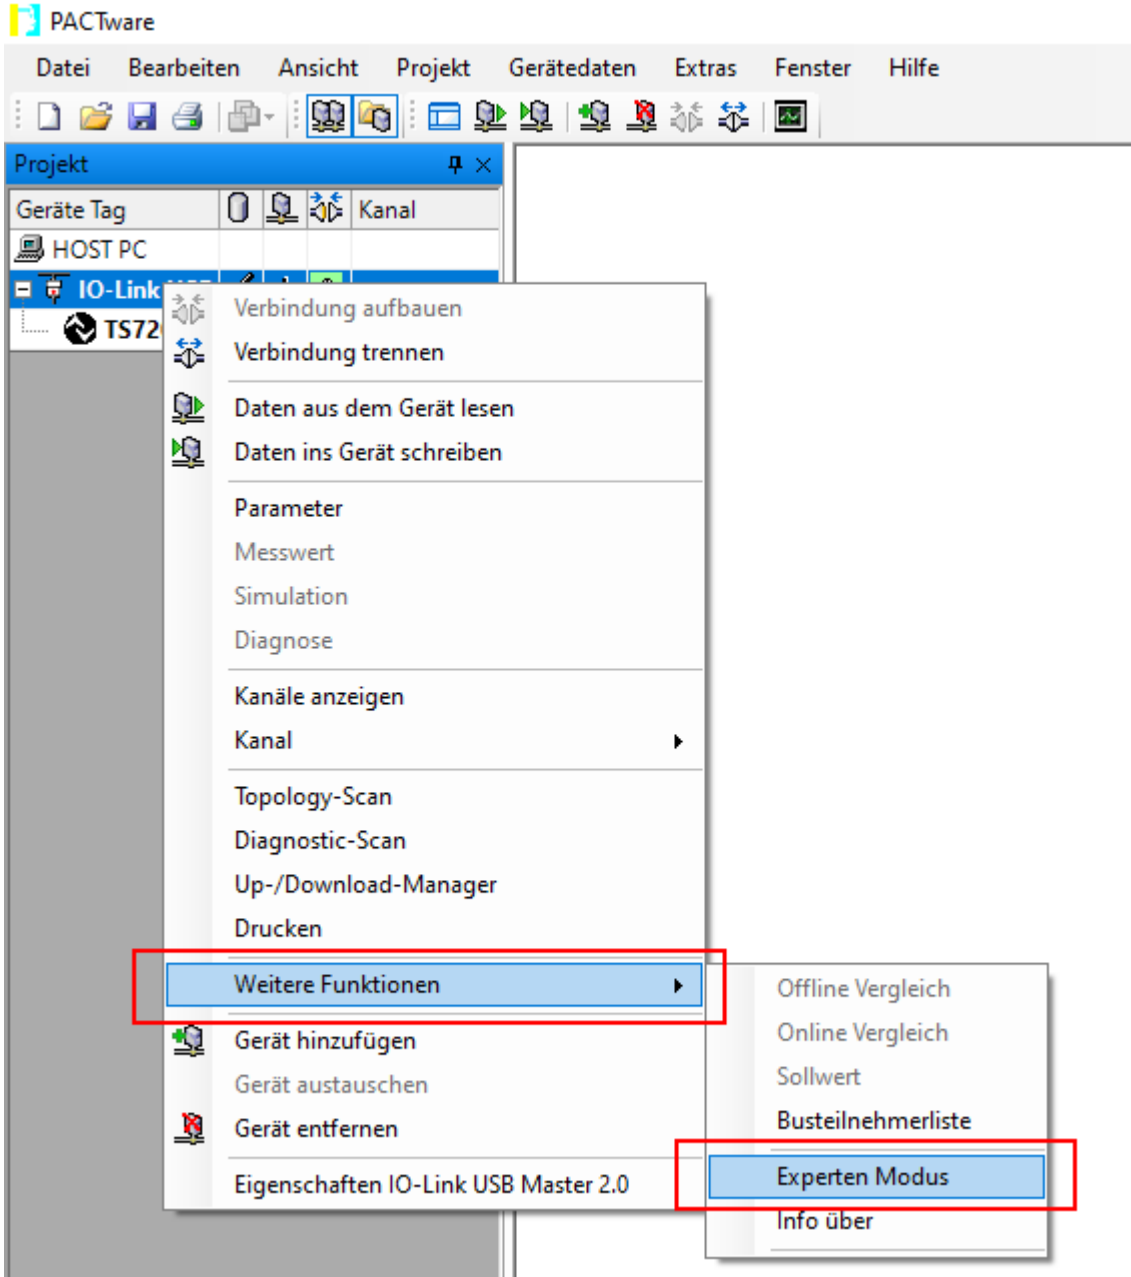 PACTware
Datei Bearbeiten Ansicht Projekt Gerätedaten Extras Fenster Hilfe
Projekt
Geräte Tag Kanal
HOST PC
IO-Link
TS72
Verbindung aufbauen
Verbindung trennen
Daten aus dem Gerät lesen
Daten ins Gerät schreiben
Parameter
Messwert
Simulation
Diagnose
Kanäle anzeigen
Kanal
Topology-Scan
Diagnostic-Scan
Up-/Download-Manager
Drucken
Weitere Funktionen
Gerät hinzufügen
Gerät austauschen
Gerät entfernen
Eigenschaften IO-Link USB Master 2.0
Offline Vergleich
Online Vergleich
Sollwert
Busteilnehmerliste
Experten Modus
Info über